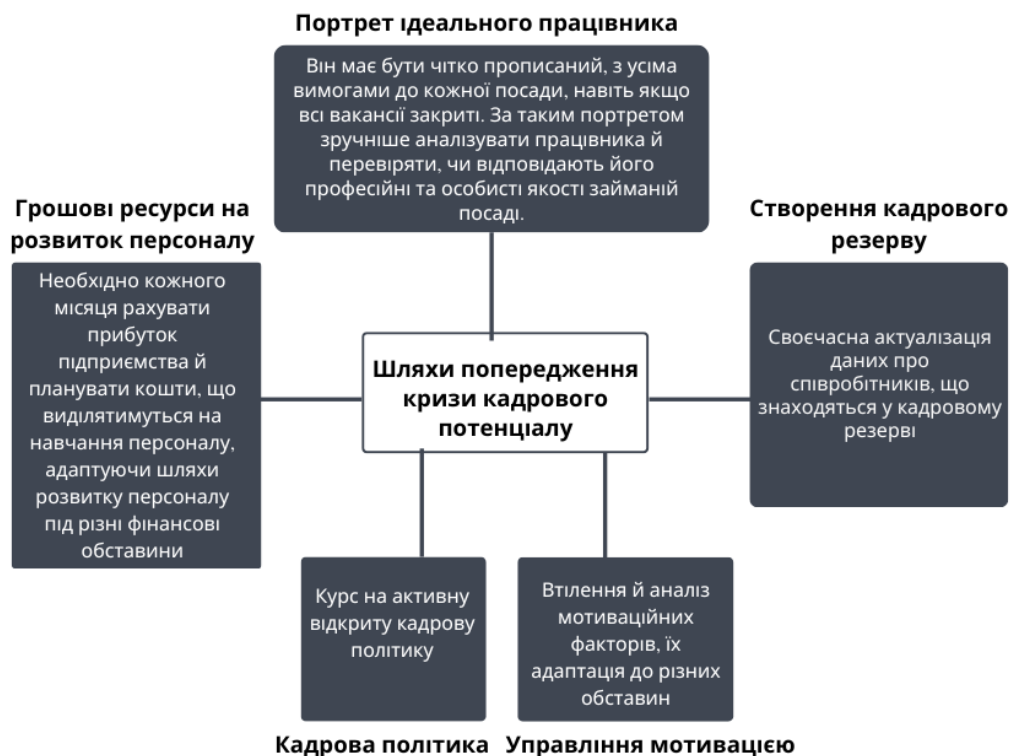 Портрет ідеального працівника
Він має бути чітко прописаний, з усіма
вимогами до кожної посади, навіть якщо
всі вакансії закриті. За таким портретом
зручніше аналізувати працівника й
перевіряти, чи відповідають його
професійні та особисті якості займаній
посаді.
Грошові ресурси на
розвиток персоналу
Необхідно кожного
місяця рахувати
прибуток
підприємства й
планувати кошти, що
виділятимуться на
навчання персоналу,
адаптуючи шляхи
розвитку персоналу
під різні фінансові
обставини
Шляхи попередження
кризи кадрового
потенціалу
Створення кадрового
резерву
Своєчасна актуалізація
даних про
співробітників, що
знаходяться у кадровому
резерві
Курс на активну
відкриту кадрову
політику
Кадрова політика
Втілення й аналіз
мотиваційних
факторів, їх
адаптація до різних
обставин
Управління мотивацією